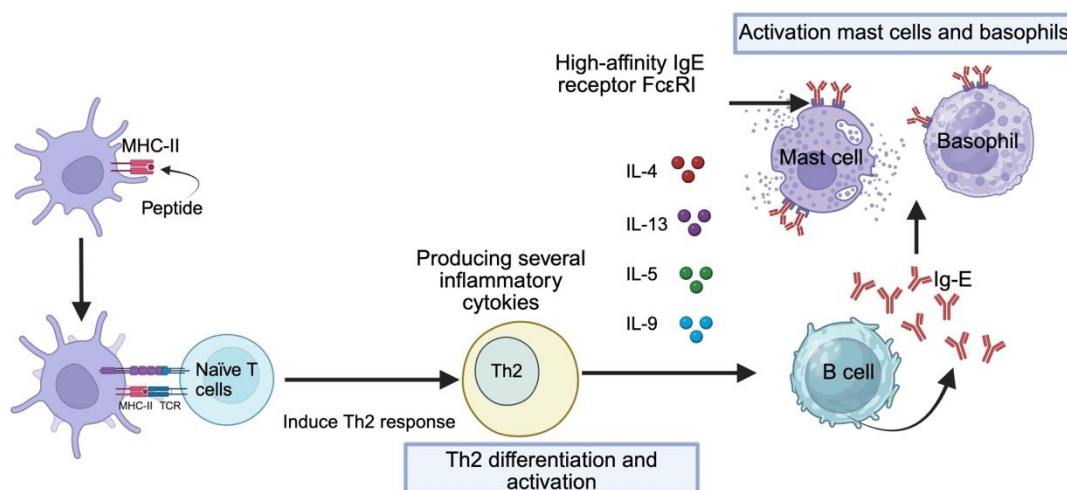 Activation mast cells and basophils
High-affinity IgE
receptor FcεRI
MHC-II
Peptide
Mast cell
Basophil
IL-4
IL-13
IL-5
IL-9
Producing several
inflammatory
cytokies
Ig-E
Naïve T
cells
MHC-II
TCR
Th2
B cell
Induce Th2 response
Th2 differentiation and
activation